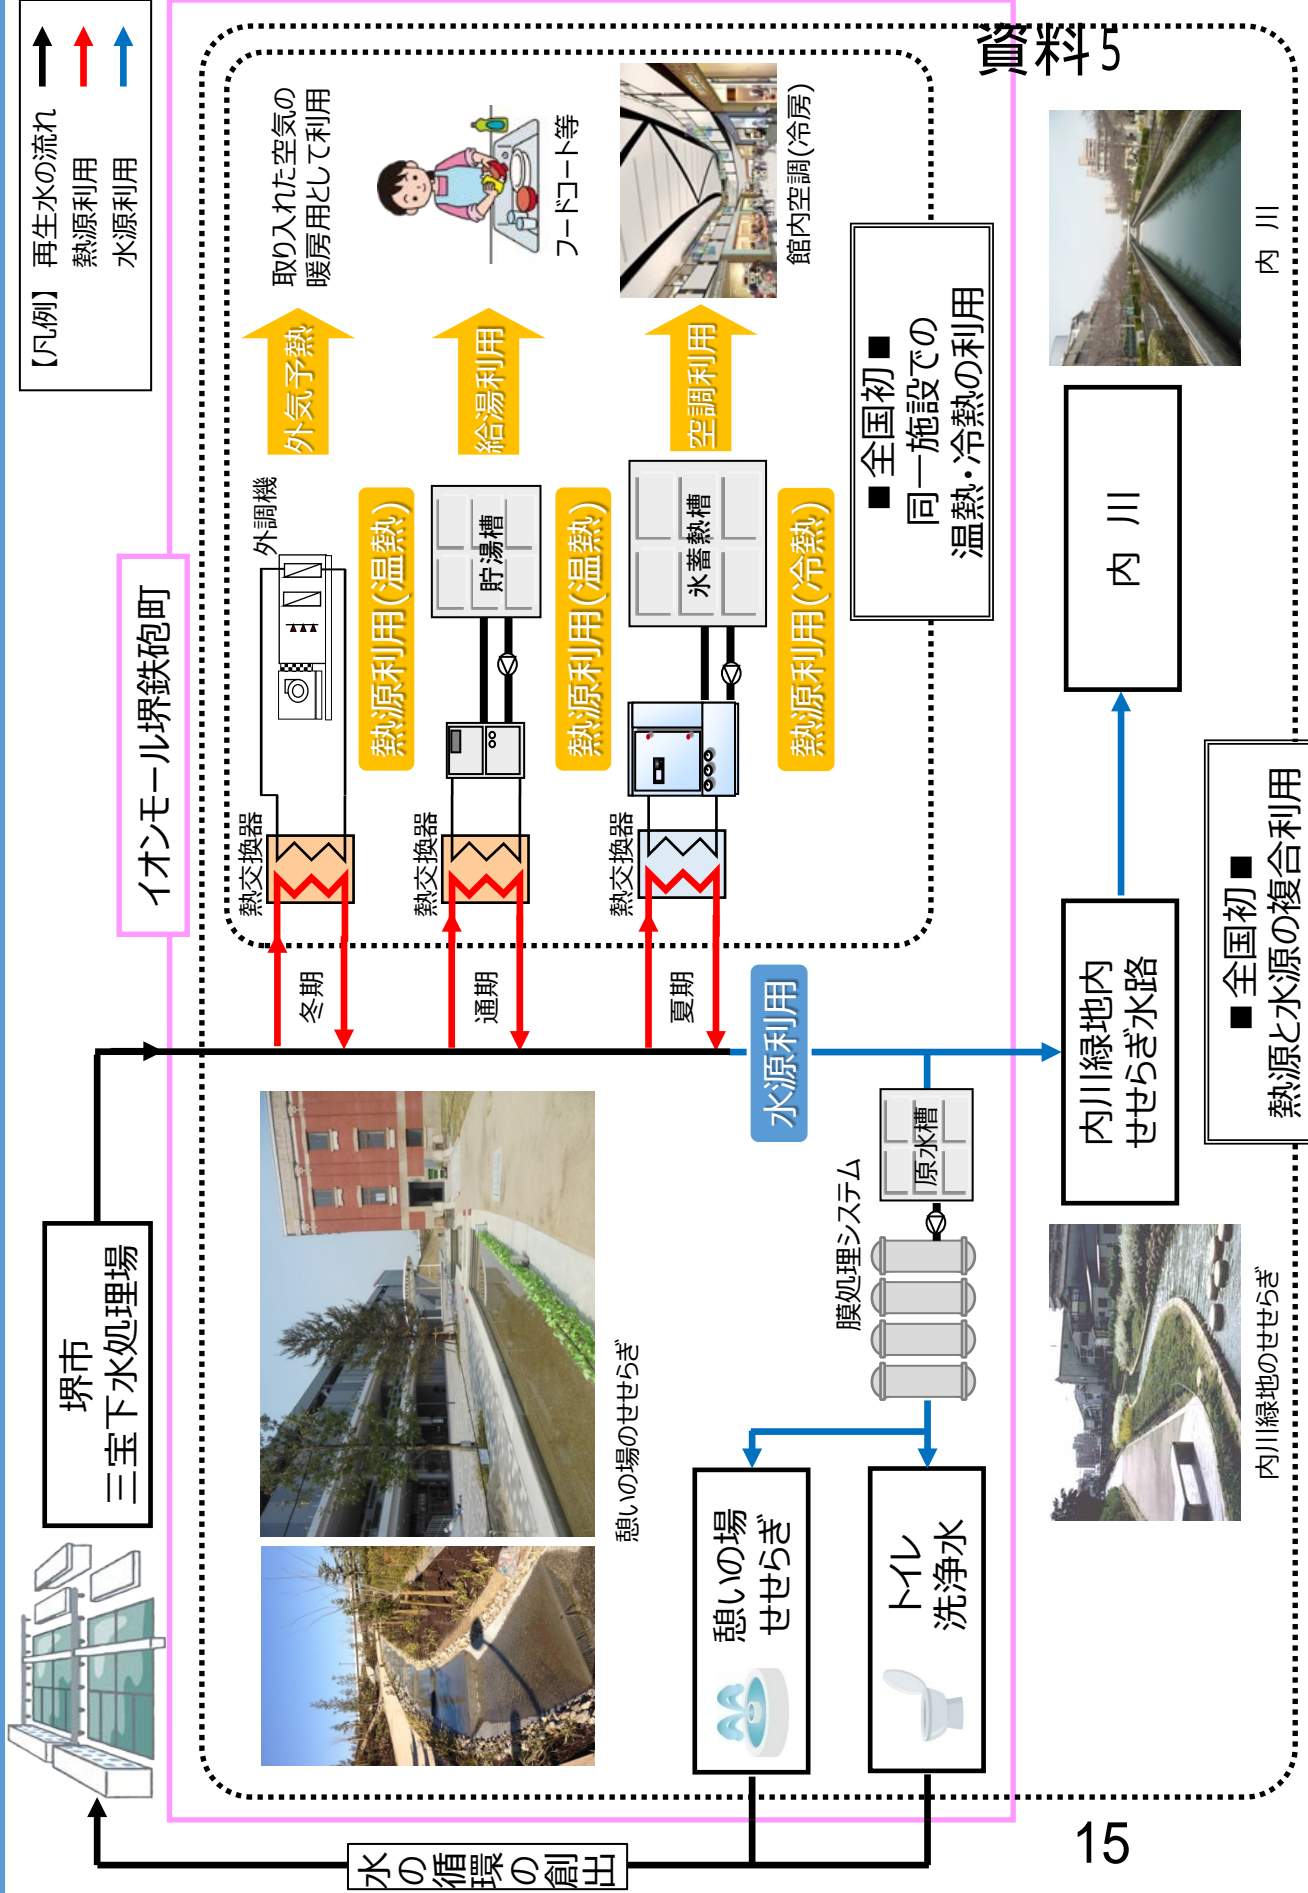 資料5
【凡例】
再生水の流れ
熱源利用
水源利用
堺市
三宝下水処理場
イオンモール堺鉄砲町
冬期
熱交換器
外調機
外気予熱
取り入れた空気の
暖房用として利用
熱源利用(温熱)
通期
熱交換器
貯湯槽
給湯利用
フードコート等
熱源利用(温熱)
夏期
熱交換器
氷蓄熱槽
空調利用
館内空調(冷房)
熱源利用(冷熱)
■全国初■
同一施設での
温熱・冷熱の利用
憩いの場のせせらぎ
水源利用
膜処理システム
原水槽
憩いの場
せせらぎ
トイレ
洗浄水
水の循環の創出
内川緑地内
せせらぎ水路
内 川
内 川
内川緑地のせせらぎ
■全国初■
熱源と水源の複合利用
15